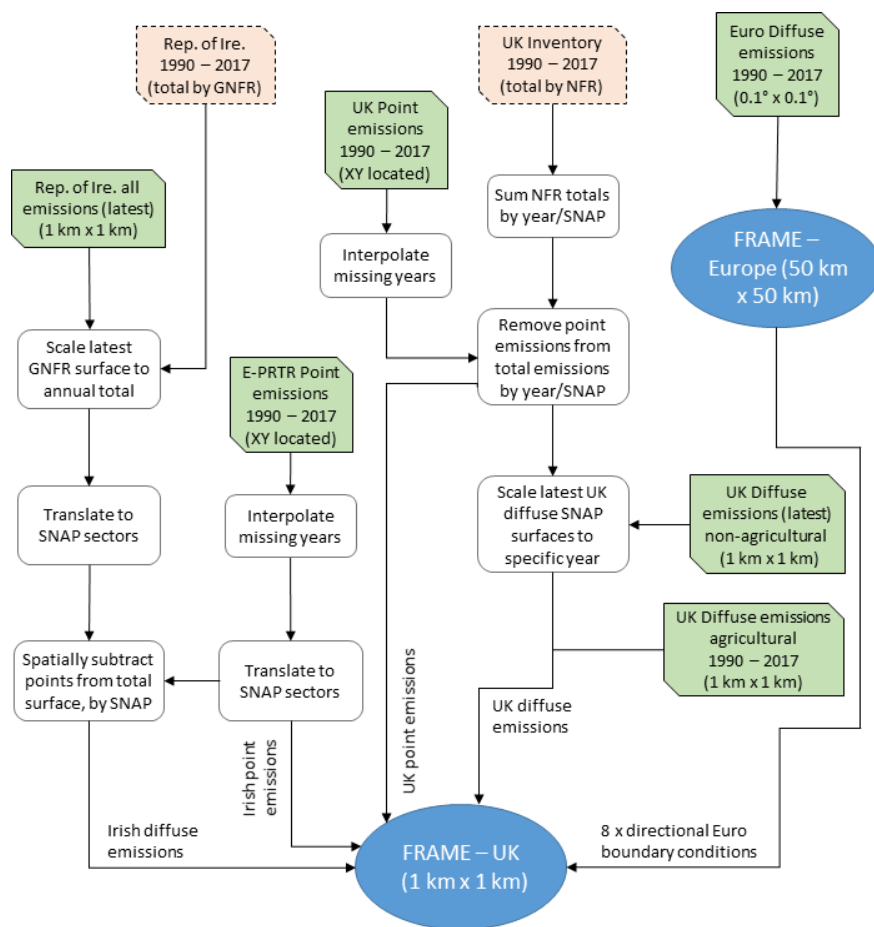 Rep. of Ire.
1990 – 2017
(total by GNFR)
UK Inventory
1990 – 2017
(total by NFR)
Euro Diffuse
emissions
1990 – 2017
(0.1° x 0.1°)
UK Point
emissions
1990 – 2017
(XY located)
Rep. of Ire. all
emissions (latest)
(1 km x 1 km)
Sum NFR totals
by year/SNAP
Interpolate
missing years
FRAME –
Europe (50 km
x 50 km)
Scale latest
GNFR surface to
annual total
Remove point
emissions from
total emissions
by year/SNAP
E-PRTR Point
emissions
1990 – 2017
(XY located)
Translate to
SNAP sectors
Interpolate
missing years
Scale latest UK
diffuse SNAP
surfaces to
specific year
UK Diffuse
emissions (latest)
non-agricultural
(1 km x 1 km)
UK Diffuse emissions
agricultural
1990 – 2017
(1 km x 1 km)
Spatially subtract
points from total
surface, by SNAP
Translate to
SNAP sectors
UK diffuse
emissions
UK point emissions
Irish point
emissions
Irish diffuse
emissions
FRAME – UK
(1 km x 1 km)
8 x directional Euro
boundary conditions